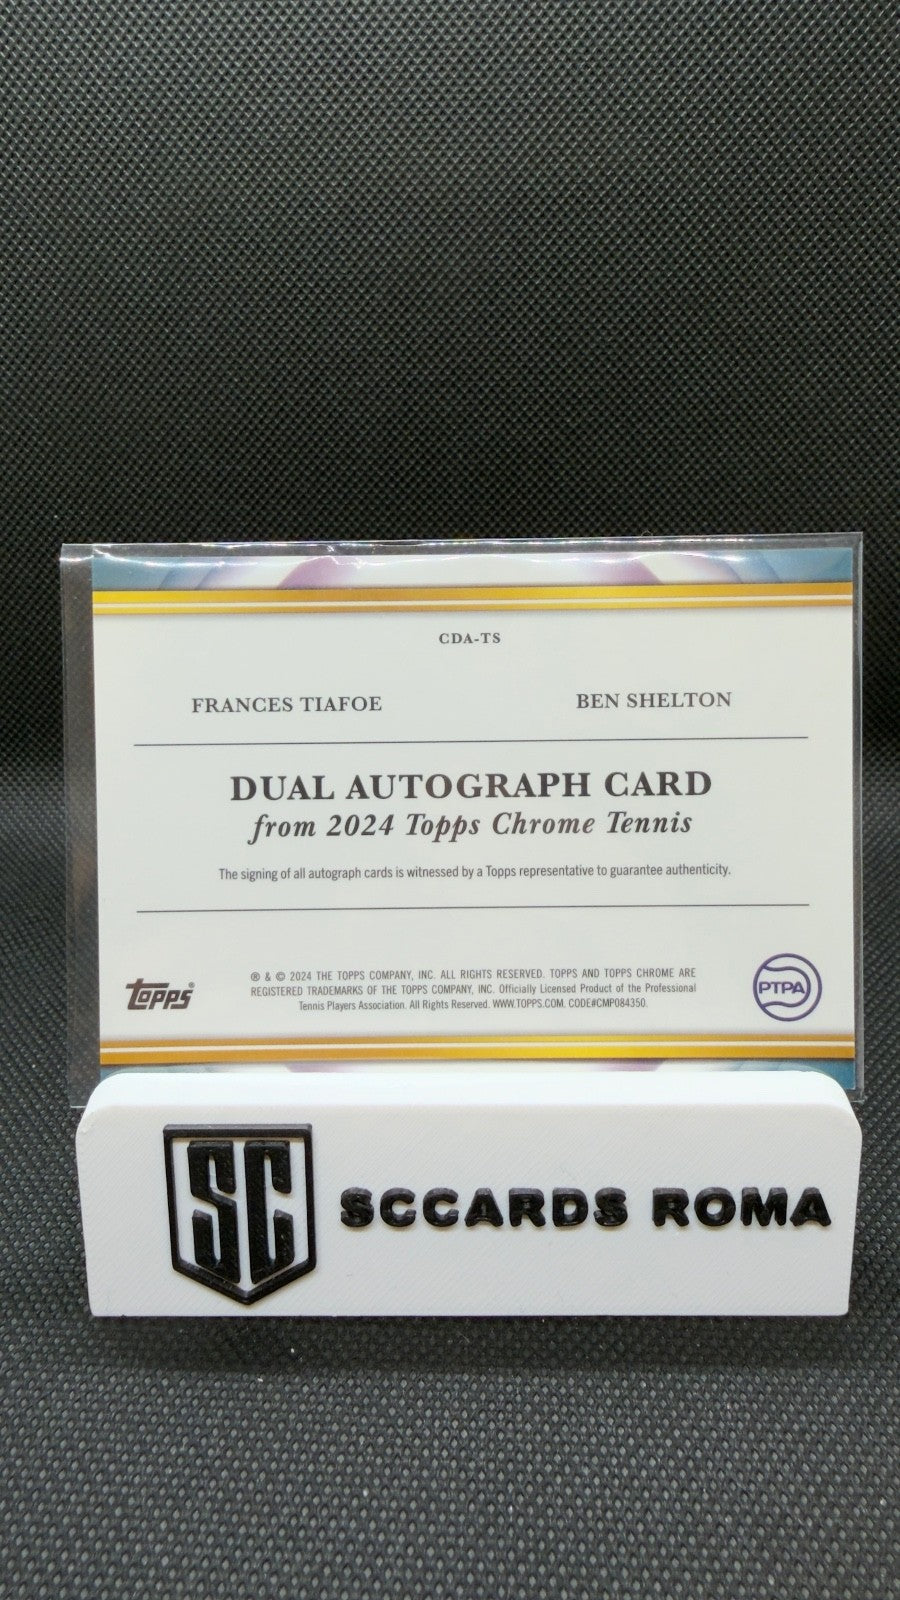 CDA-TS
FRANCES TIAFOE
BEN SHELTON
DUAL AUTOGRAPH CARD
from 2024 Topps Chrome Tennis
The signing of all autograph cards is witnessed by a Topps representative to guarantee authenticity.
topps®
® & © 2024 THE TOPPS COMPANY, INC. ALL RIGHTS RESERVED. TOPPS AND TOPPS CHROME ARE
REGISTERED TRADEMARKS OF THE TOPPS COMPANY, INC. Officially Licensed Product of the Professional
Tennis Players Association. All Rights Reserved. WWW.TOPPS.COM. CODE#CMP084350.
PTPA
SC
SCCARDS ROMA